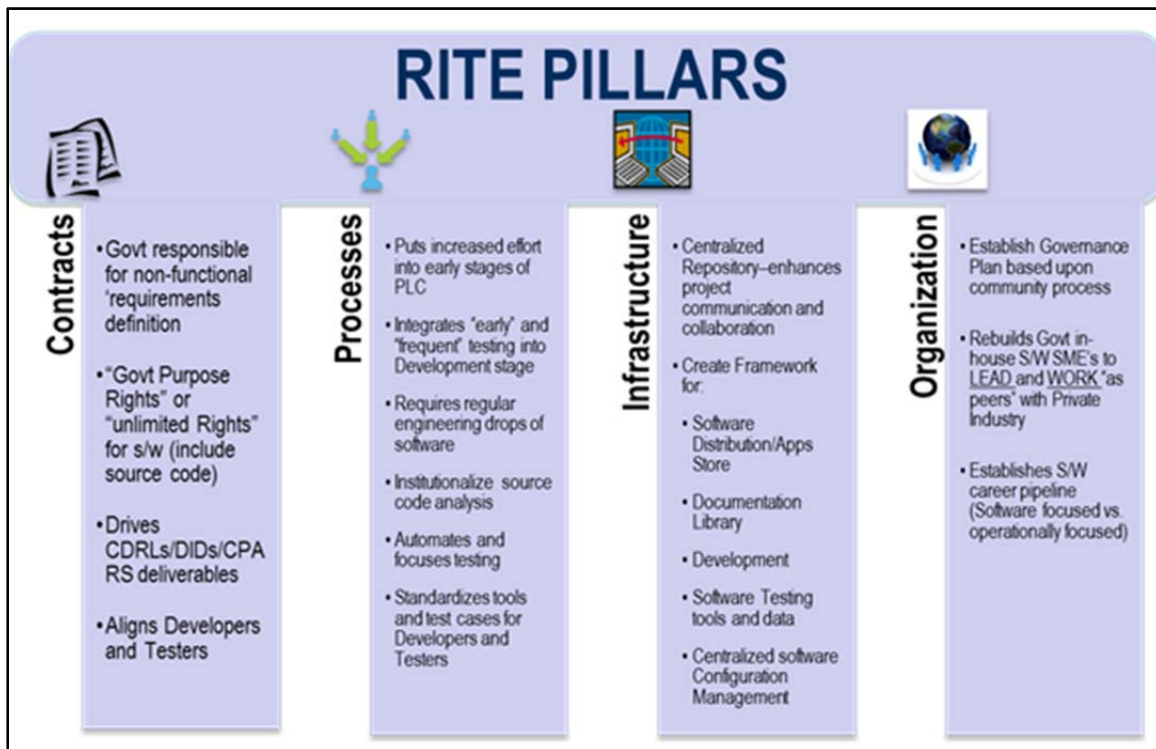 RITE PILLARS
Contracts
•Govt responsible
for non-functional
'requirements
definition
•"Govt Purpose
Rights" or
"unlimited Rights"
for s/w (include
source code)
•Drives
CDRLs/DIDs/CPA
RS deliverables
•Aligns Developers
and Testers
Processes
• Puts increased effort
into early stages of
PLC
• Integrates "early" and
"frequent" testing into
Development stage
• Requires regular
engineering drops of
software
• Institutionalize source
code analysis
• Automates and
focuses testing
• Standardizes tools
and test cases for
Developers and
Testers
Infrastructure
• Centralized
Repository–enhances
project
communication and
collaboration
• Create Framework
for:
• Software
Distribution/Apps
Store
• Documentation
Library
• Development
• Software Testing
tools and data
• Centralized software
Configuration
Management
Organization
• Establish Governance
Plan based upon
community process
• Rebuilds Govt in-
house S/W SME's to
LEAD and WORK "as
peers" with Private
Industry
• Establishes S/W
career pipeline
(Software focused vs.
operationally focused)